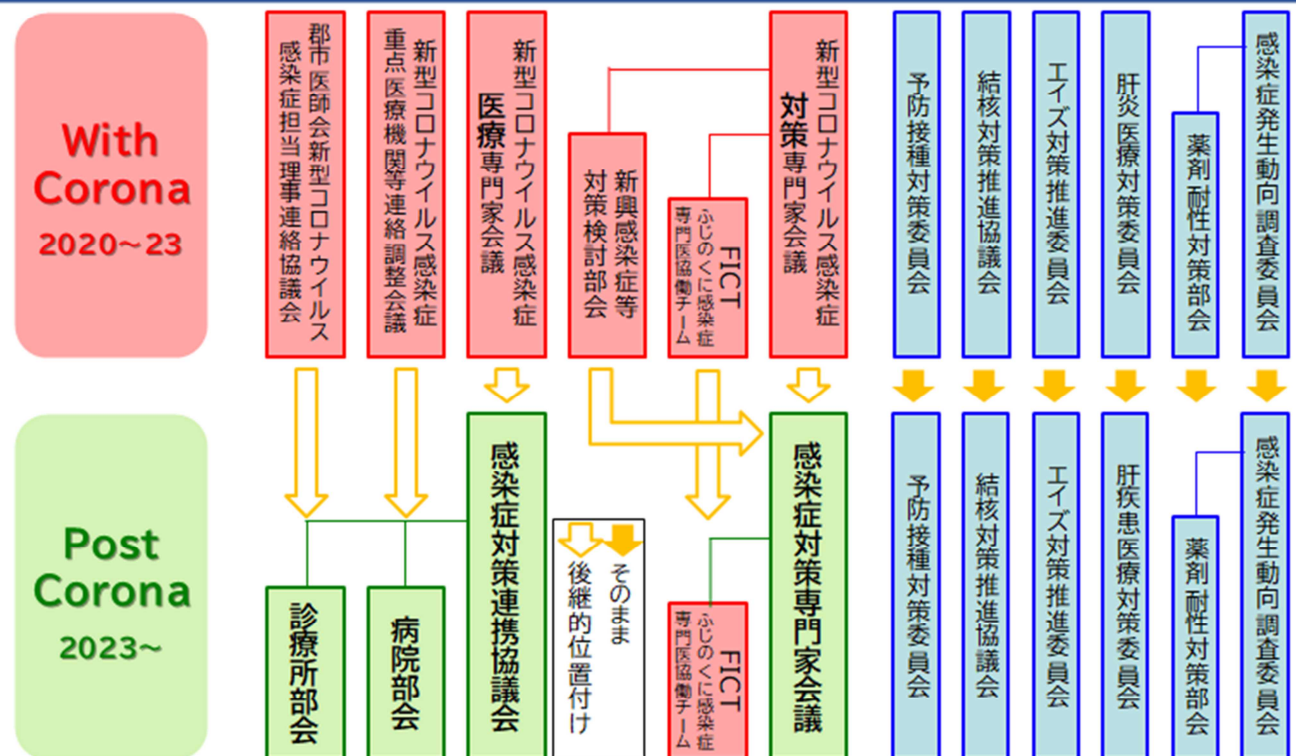 With
Corona
2020～23
郡市医師会新型コロナウイルス
感染症担当理事連絡協議会
新型コロナウイルス感染症
重点医療機関等連絡調整会議
新型コロナウイルス感染症
医療専門家会議
新興感染症等
対策検討部会
FICT
ふじのくに感染症
専門医協働チーム
新型コロナウイルス感染症
対策専門家会議
予防接種対策委員会
結核対策推進協議会
エイズ対策推進委員会
肝炎医療対策委員会
薬剤耐性対策部会
感染症発生動向調査委員会
Post
Corona
2023～
診療所部会
病院部会
感染症対策連携協議会
そのまま
後継的位置付け
FICT
ふじのくに感染症
専門医協働チーム
感染症対策専門家会議
予防接種対策委員会
結核対策推進協議会
エイズ対策推進委員会
肝疾患医療対策委員会
薬剤耐性対策部会
感染症発生動向調査委員会